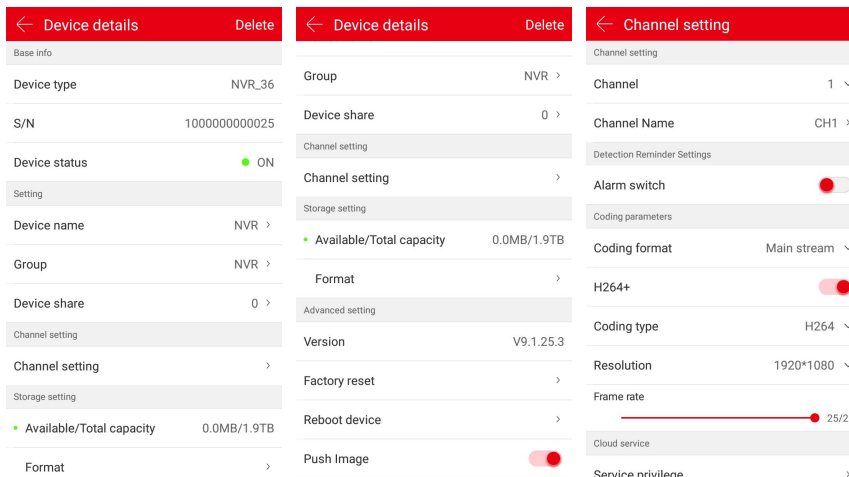 Device details Delete
Base info
Device type NVR_36
S/N 1000000000025
Device status ON
Setting
Device name NVR
Group NVR
Device share 0
Channel setting
Channel setting
Storage setting
Available/Total capacity 0.0MB/1.9TB
Format
Device details Delete
Group NVR
Device share 0
Channel setting
Channel setting
Storage setting
Available/Total capacity 0.0MB/1.9TB
Format
Advanced setting
Version V9.1.25.3
Factory reset
Reboot device
Push Image
Channel setting
Channel setting
Channel 1
Channel Name CH1
Detection Reminder Settings
Alarm switch
Coding parameters
Coding format Main stream
H264+
Coding type H264
Resolution 1920*1080
Frame rate
25/2
Cloud service
Service privilege